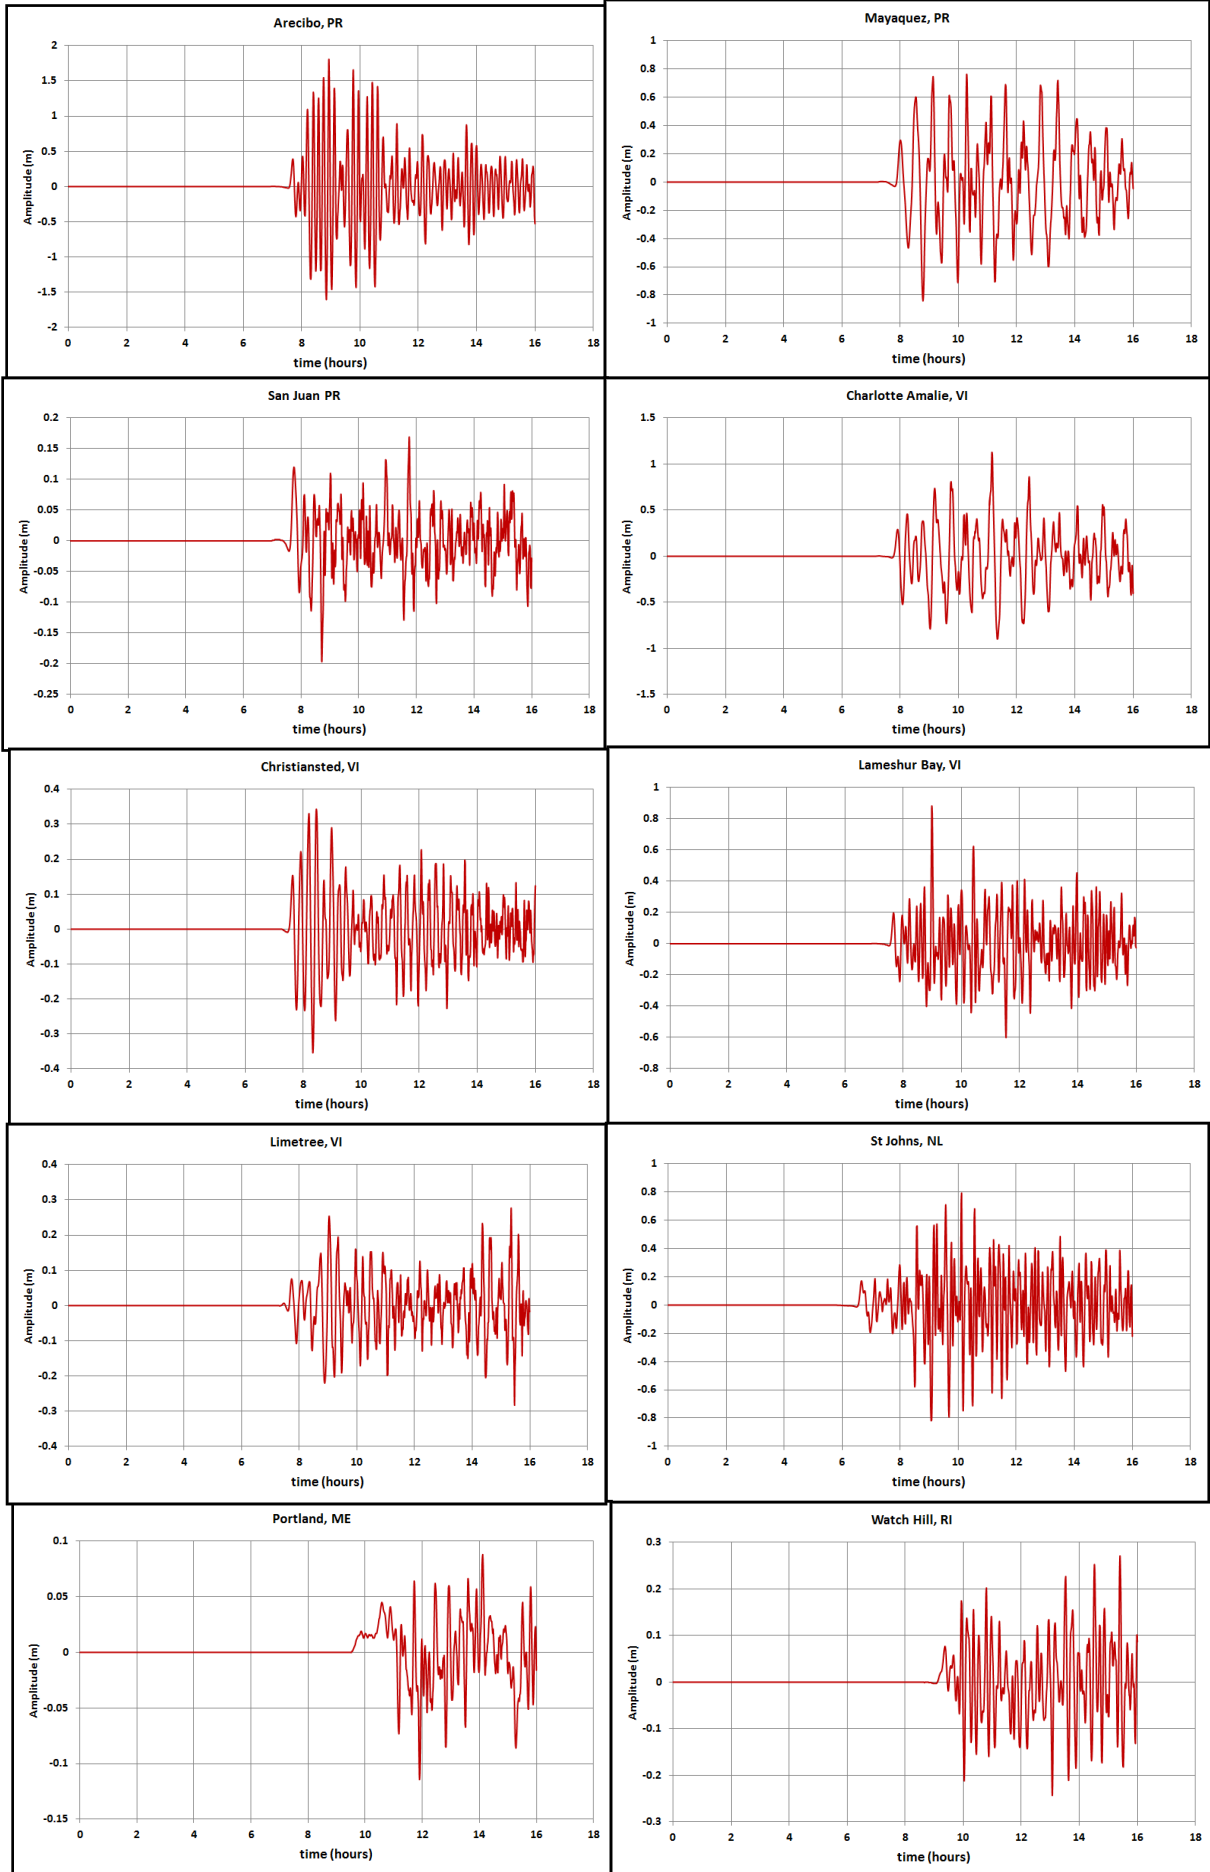 Arecibo, PR
2
1.5
1
0.5
0
-0.5
-1
-1.5
-2
Amplitude (m)
0 2 4 6 8 10 12 14 16 18
time (hours)
Mayaquez, PR
1
0.8
0.6
0.4
0.2
0
-0.2
-0.4
-0.6
-0.8
-1
Amplitude (m)
0 2 4 6 8 10 12 14 16 18
time (hours)
San Juan PR
0.2
0.15
0.1
0.05
0
-0.05
-0.1
-0.15
-0.2
-0.25
Amplitude (m)
0 2 4 6 8 10 12 14 16 18
time (hours)
Charlotte Amalie, VI
1.5
1
0.5
0
-0.5
-1
-1.5
Amplitude (m)
0 2 4 6 8 10 12 14 16 18
time (hours)
Christiansted, VI
0.4
0.3
0.2
0.1
0
-0.1
-0.2
-0.3
-0.4
Amplitude (m)
0 2 4 6 8 10 12 14 16 18
time (hours)
Lameshur Bay, VI
1
0.8
0.6
0.4
0.2
0
-0.2
-0.4
-0.6
-0.8
Amplitude (m)
0 2 4 6 8 10 12 14 16 18
time (hours)
Limetree, VI
0.4
0.3
0.2
0.1
0
-0.1
-0.2
-0.3
-0.4
Amplitude (m)
0 2 4 6 8 10 12 14 16 18
time (hours)
St Johns, NL
1
0.8
0.6
0.4
0.2
0
-0.2
-0.4
-0.6
-0.8
-1
Amplitude (m)
0 2 4 6 8 10 12 14 16 18
time (hours)
Portland, ME
0.1
0.05
0
-0.05
-0.1
-0.15
Amplitude (m)
0 2 4 6 8 10 12 14 16 18
time (hours)
Watch Hill, RI
0.3
0.2
0.1
0
-0.1
-0.2
-0.3
Amplitude (m)
0 2 4 6 8 10 12 14 16 18
time (hours)